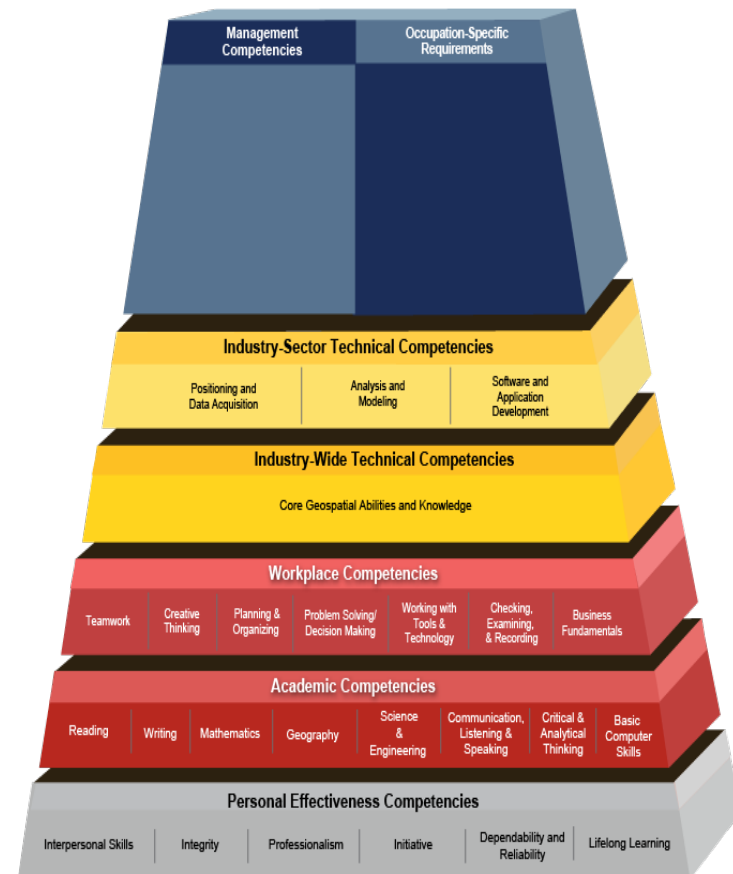 Management
Competencies
Occupation-Specific
Requirements
Industry-Sector Technical Competencies
Positioning and
Data Acquisition
Analysis and
Modeling
Software and
Application
Development
Industry-Wide Technical Competencies
Core Geospatial Abilities and Knowledge
Workplace Competencies
Teamwork
Creative
Thinking
Planning &
Organizing
Problem Solving/
Decision Making
Working with
Tools &
Technology
Checking,
Examining,
& Recording
Business
Fundamentals
Academic Competencies
Reading
Writing
Mathematics
Geography
Science
&
Engineering
Communication,
Listening &
Speaking
Critical &
Analytical
Thinking
Basic
Computer
Skills
Personal Effectiveness Competencies
Interpersonal Skills
Integrity
Professionalism
Initiative
Dependability and
Reliability
Lifelong Learning